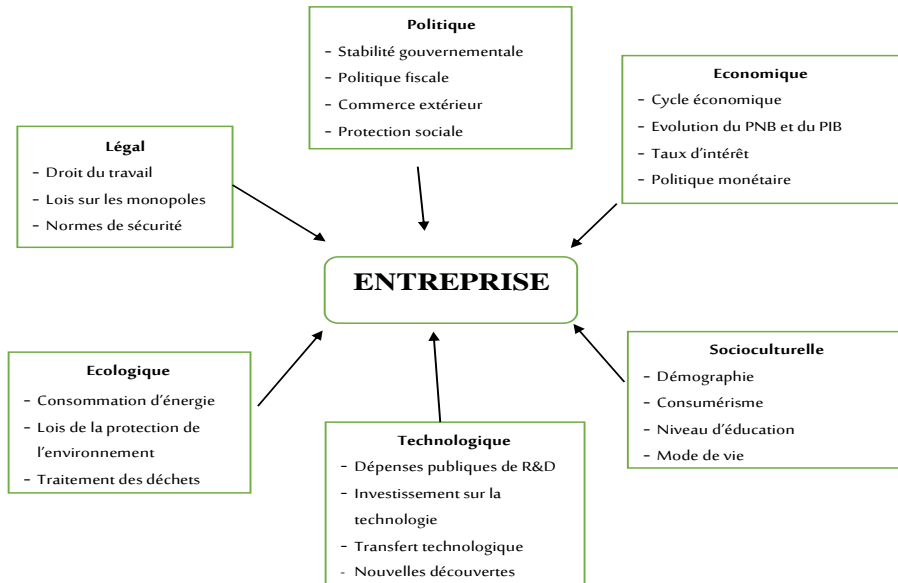 Politique
- Stabilité gouvernementale
- Politique fiscale
- Commerce extérieur
- Protection sociale
Economique
- Cycle économique
- Evolution du PNB et du PIB
- Taux d'intérêt
- Politique monétaire
Légal
- Droit du travail
- Lois sur les monopoles
- Normes de sécurité
ENTREPRISE
Ecologique
- Consommation d'énergie
- Lois de la protection de
l'environnement
- Traitement des déchets
Technologique
- Dépenses publiques de R&D
- Investissement sur la
technologie
- Transfert technologique
- Nouvelles découvertes
Socioculturelle
- Démographie
- Consumérisme
- Niveau d'éducation
- Mode de vie